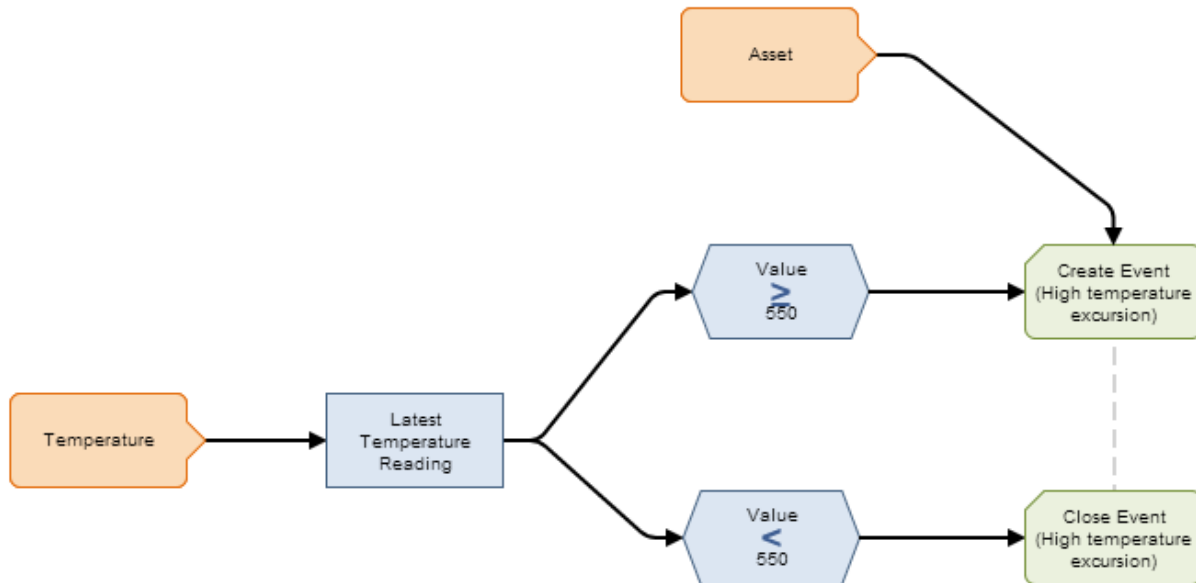 Asset
Value
≥
550
Create Event
(High temperature
excursion)
Temperature
Latest
Temperature
Reading
Value
<
550
Close Event
(High temperature
excursion)